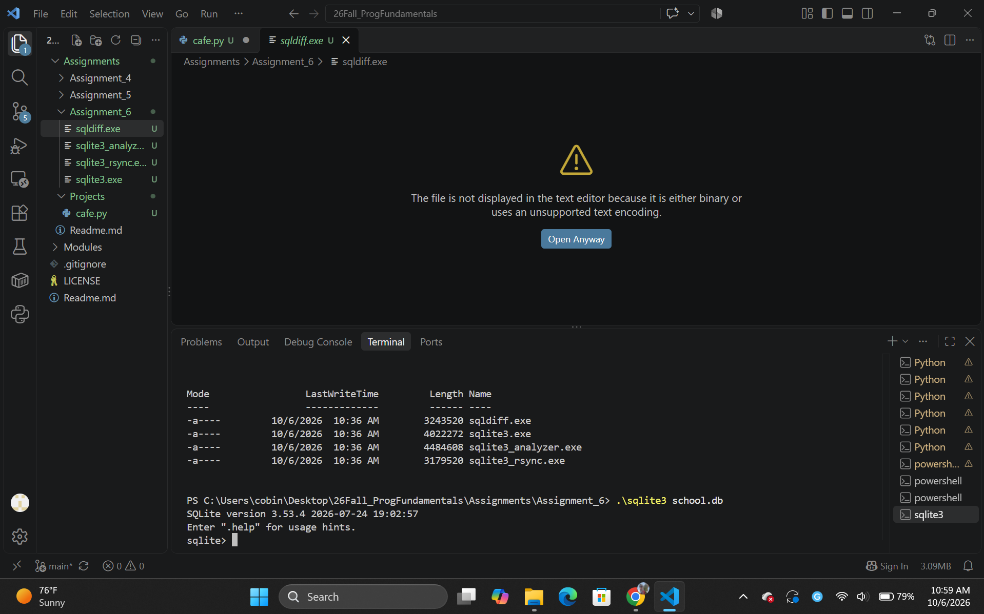 File Edit Selection View Go Run ··· 26Fall_ProgFundamentals
2... cafe.py U sqldiff.exe U
Assignments > Assignment_6 > sqldiff.exe
Assignments
Assignment_4
Assignment_5
Assignment_6
sqldiff.exe U
sqlite3_analyz... U
sqlite3_rsync.e... U
sqlite3.exe U
Projects
cafe.py U
Readme.md
Modules
.gitignore
LICENSE
Readme.md
1
5
The file is not displayed in the text editor because it is either binary or
uses an unsupported text encoding.
Open Anyway
Problems Output Debug Console Terminal Ports
Mode LastWriteTime Length Name
---- ------------- ------ ----
-a---- 10/6/2026 10:36 AM 3243520 sqldiff.exe
-a---- 10/6/2026 10:36 AM 4022272 sqlite3.exe
-a---- 10/6/2026 10:36 AM 4484608 sqlite3_analyzer.exe
-a---- 10/6/2026 10:36 AM 3179520 sqlite3_rsync.exe
PS C:\Users\cobin\Desktop\26Fall_ProgFundamentals\Assignments\Assignment_6> .\sqlite3 school.db
SQLite version 3.53.4 2026-07-24 19:02:57
Enter ".help" for usage hints.
sqlite>
Python
Python
Python
Python
Python
Python
powersh...
powershell
powershell
sqlite3
main* 0 0 Sign In 3.09MB
76°F
Sunny
Search
79%
10:59 AM
10/6/2026